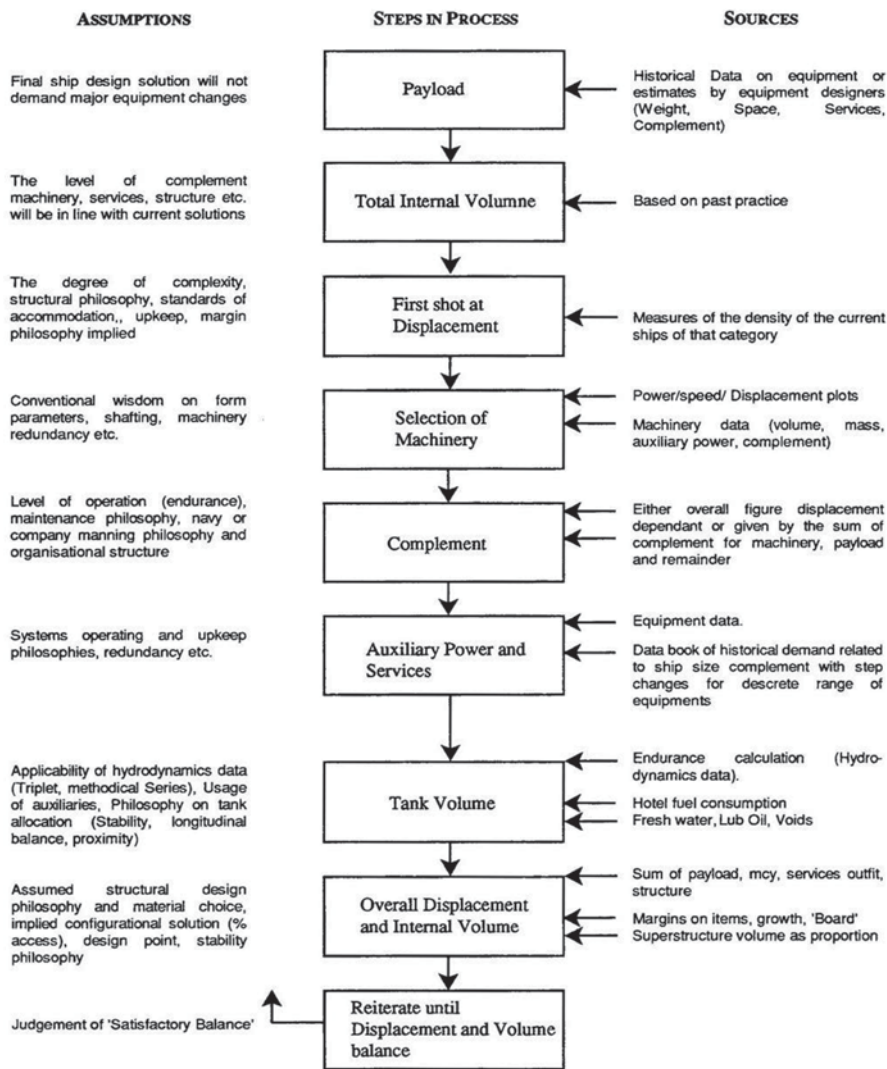 ASSUMPTIONS
STEPS IN PROCESS
SOURCES
Final ship design solution will not
demand major equipment changes
Payload
Historical Data on equipment or
estimates by equipment designers
(Weight, Space, Services,
Complement)
The level of complement
machinery, services, structure etc.
will be in line with current solutions
Total Internal Volumne
Based on past practice
The degree of complexity,
structural philosophy, standards of
accommodation,, upkeep, margin
philosophy implied
First shot at
Displacement
Measures of the density of the current
ships of that category
Conventional wisdom on form
parameters, shafting, machinery
redundancy etc.
Selection of
Machinery
Power/speed/ Displacement plots
Machinery data (volume, mass,
auxiliary power, complement)
Level of operation (endurance),
maintenance philosophy, navy or
company manning philosophy and
organisational structure
Complement
Either overall figure displacement
dependant or given by the sum of
complement for machinery, payload
and remainder
Systems operating and upkeep
philosophies, redundancy etc.
Auxiliary Power and
Services
Equipment data.
Data book of historical demand related
to ship size complement with step
changes for descrete range of
equipments
Applicability of hydrodynamics data
(Triplet, methodical Series), Usage
of auxiliaries, Philosophy on tank
allocation (Stability, longitudinal
balance, proximity)
Tank Volume
Endurance calculation (Hydro-
dynamics data).
Hotel fuel consumption
Fresh water, Lub Oil, Voids
Assumed structural design
philosophy and material choice,
implied configurational solution (%
access), design point, stability
philosophy
Overall Displacement
and Internal Volume
Sum of payload, mcy, services outfit,
structure
Margins on items, growth, 'Board'
Superstructure volume as proportion
Judgement of 'Satisfactory Balance'
Reiterate until
Displacement and Volume
balance